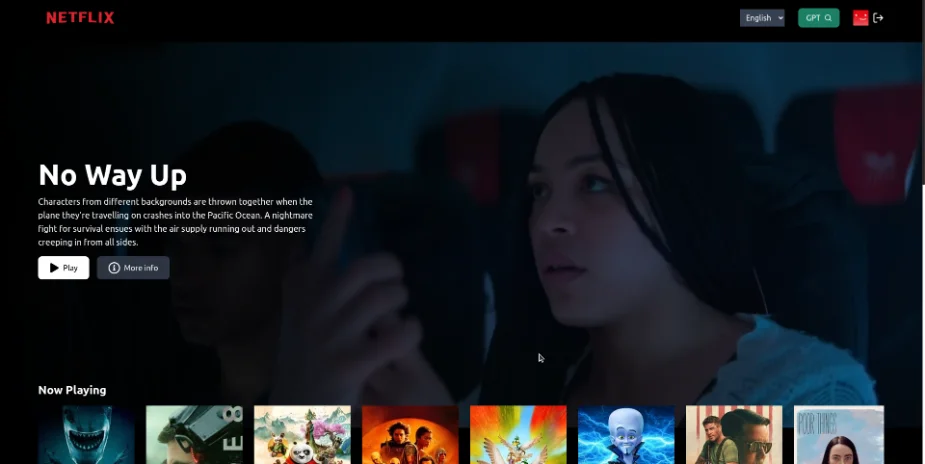 NETFLIX
English
GPT
No Way Up
Characters from different backgrounds are thrown together when the
plane they're travelling on crashes into the Pacific Ocean. A nightmare
fight for survival ensues with the air supply running out and dangers
creeping in from all sides.
Play
More info
Now Playing
POOR THINGS